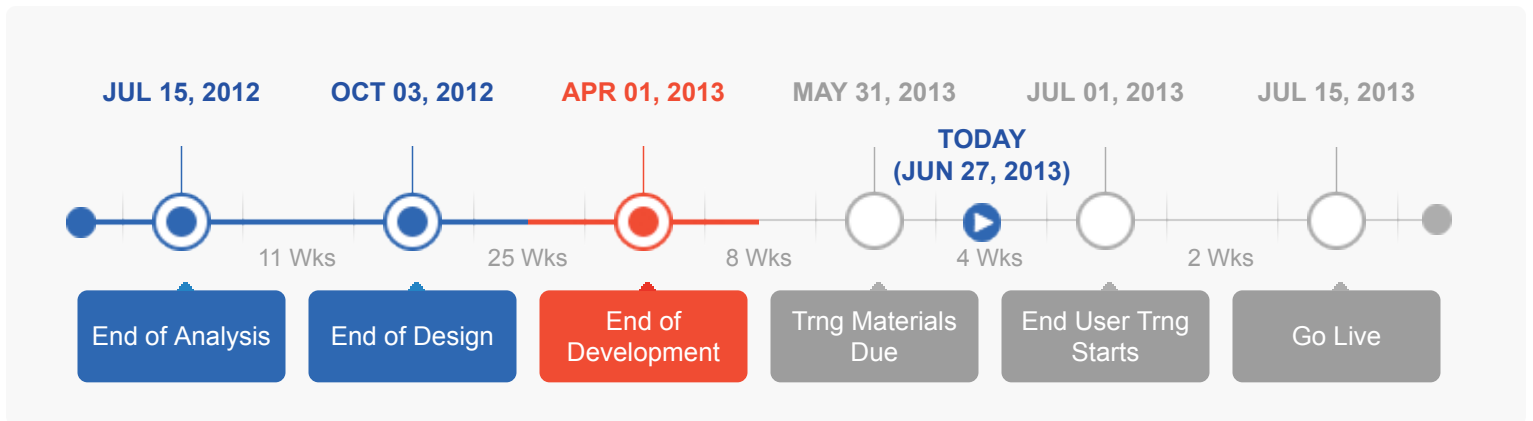 JUL 15, 2012
OCT 03, 2012
APR 01, 2013
MAY 31, 2013
JUL 01, 2013
JUL 15, 2013
TODAY
(JUN 27, 2013)
11 Wks
25 Wks
8 Wks
4 Wks
2 Wks
End of Analysis
End of Design
End of
Development
Trng Materials
Due
End User Trng
Starts
Go Live